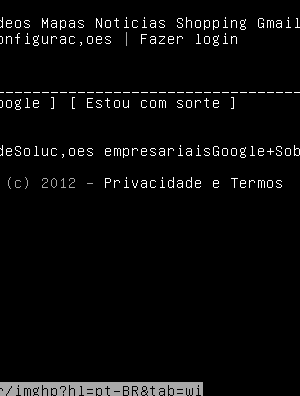 deos Mapas Noticias Shopping Gmail
onfigurac,oes | Fazer login
oogle ] [ Estou com sorte ]
deSoluc,oes empresariaisGoogle+Sob
(c) 2012 - Privacidade e Termos
r/imghp?hl=pt-BR&tab=wi